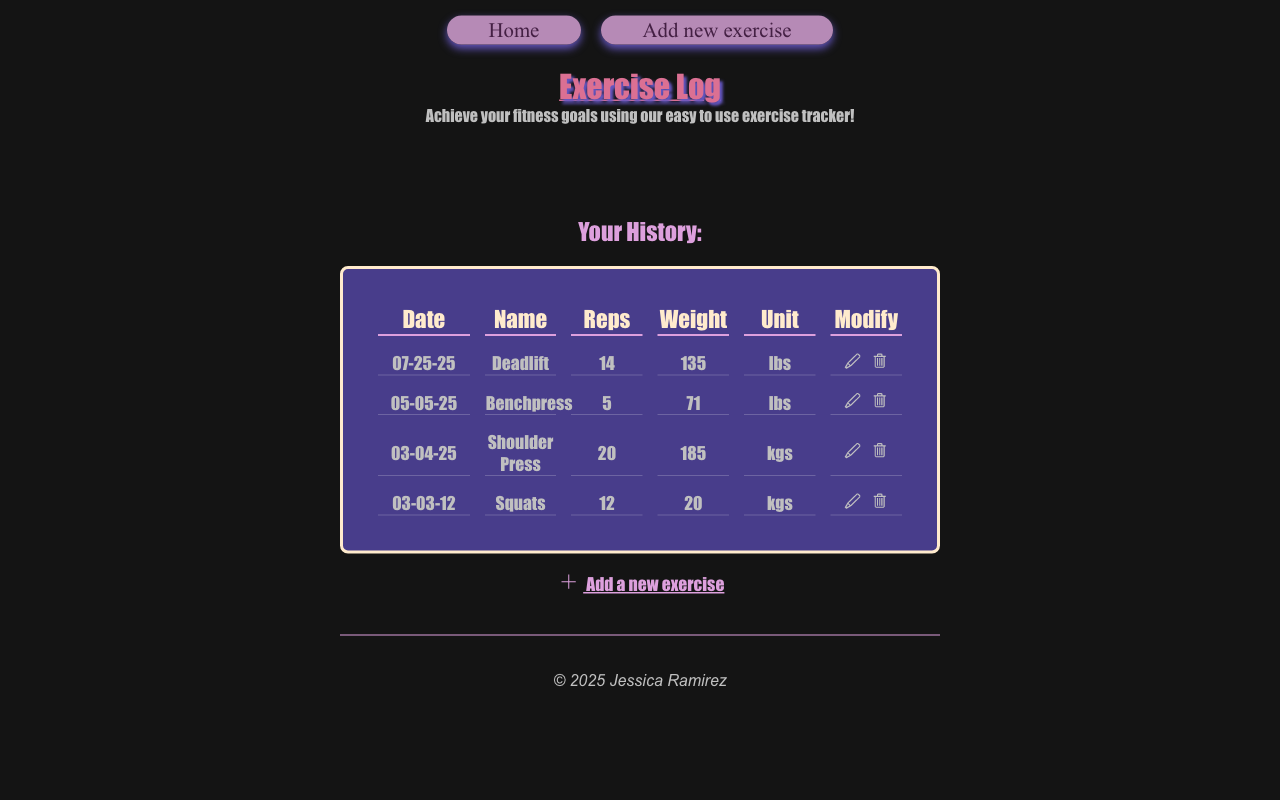 Home Add new exercise
Exercise Log
Achieve your fitness goals using our easy to use exercise tracker!
Your History:
Date Name Reps Weight Unit Modify
07-25-25 Deadlift 14 135 lbs
05-05-25 Benchpress 5 71 lbs
03-04-25 Shoulder Press 20 185 kgs
03-03-12 Squats 12 20 kgs
Add a new exercise
© 2025 Jessica Ramirez